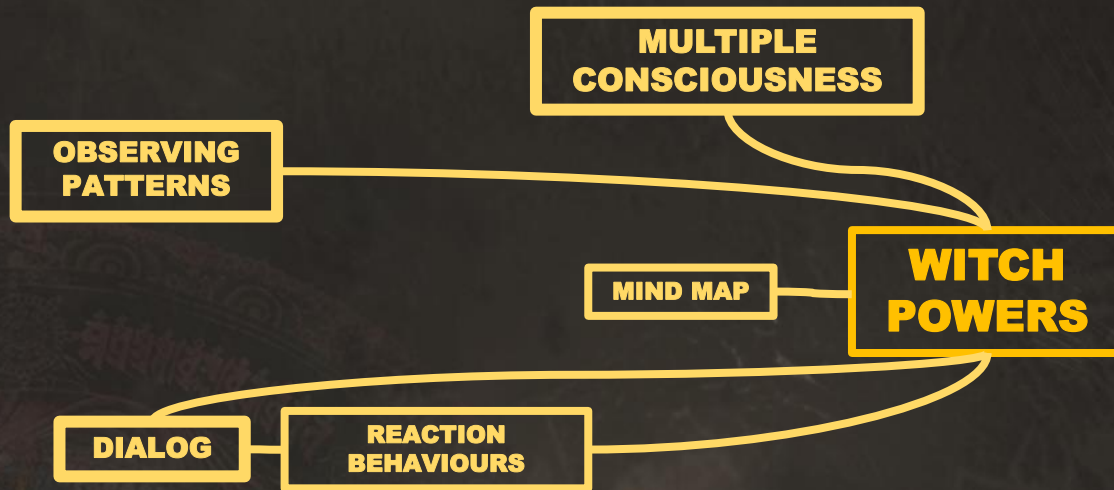 MULTIPLE
CONSCIOUSNESS
OBSERVING
PATTERNS
WITCH
POWERS
MIND MAP
DIALOG
REACTION
BEHAVIOURS